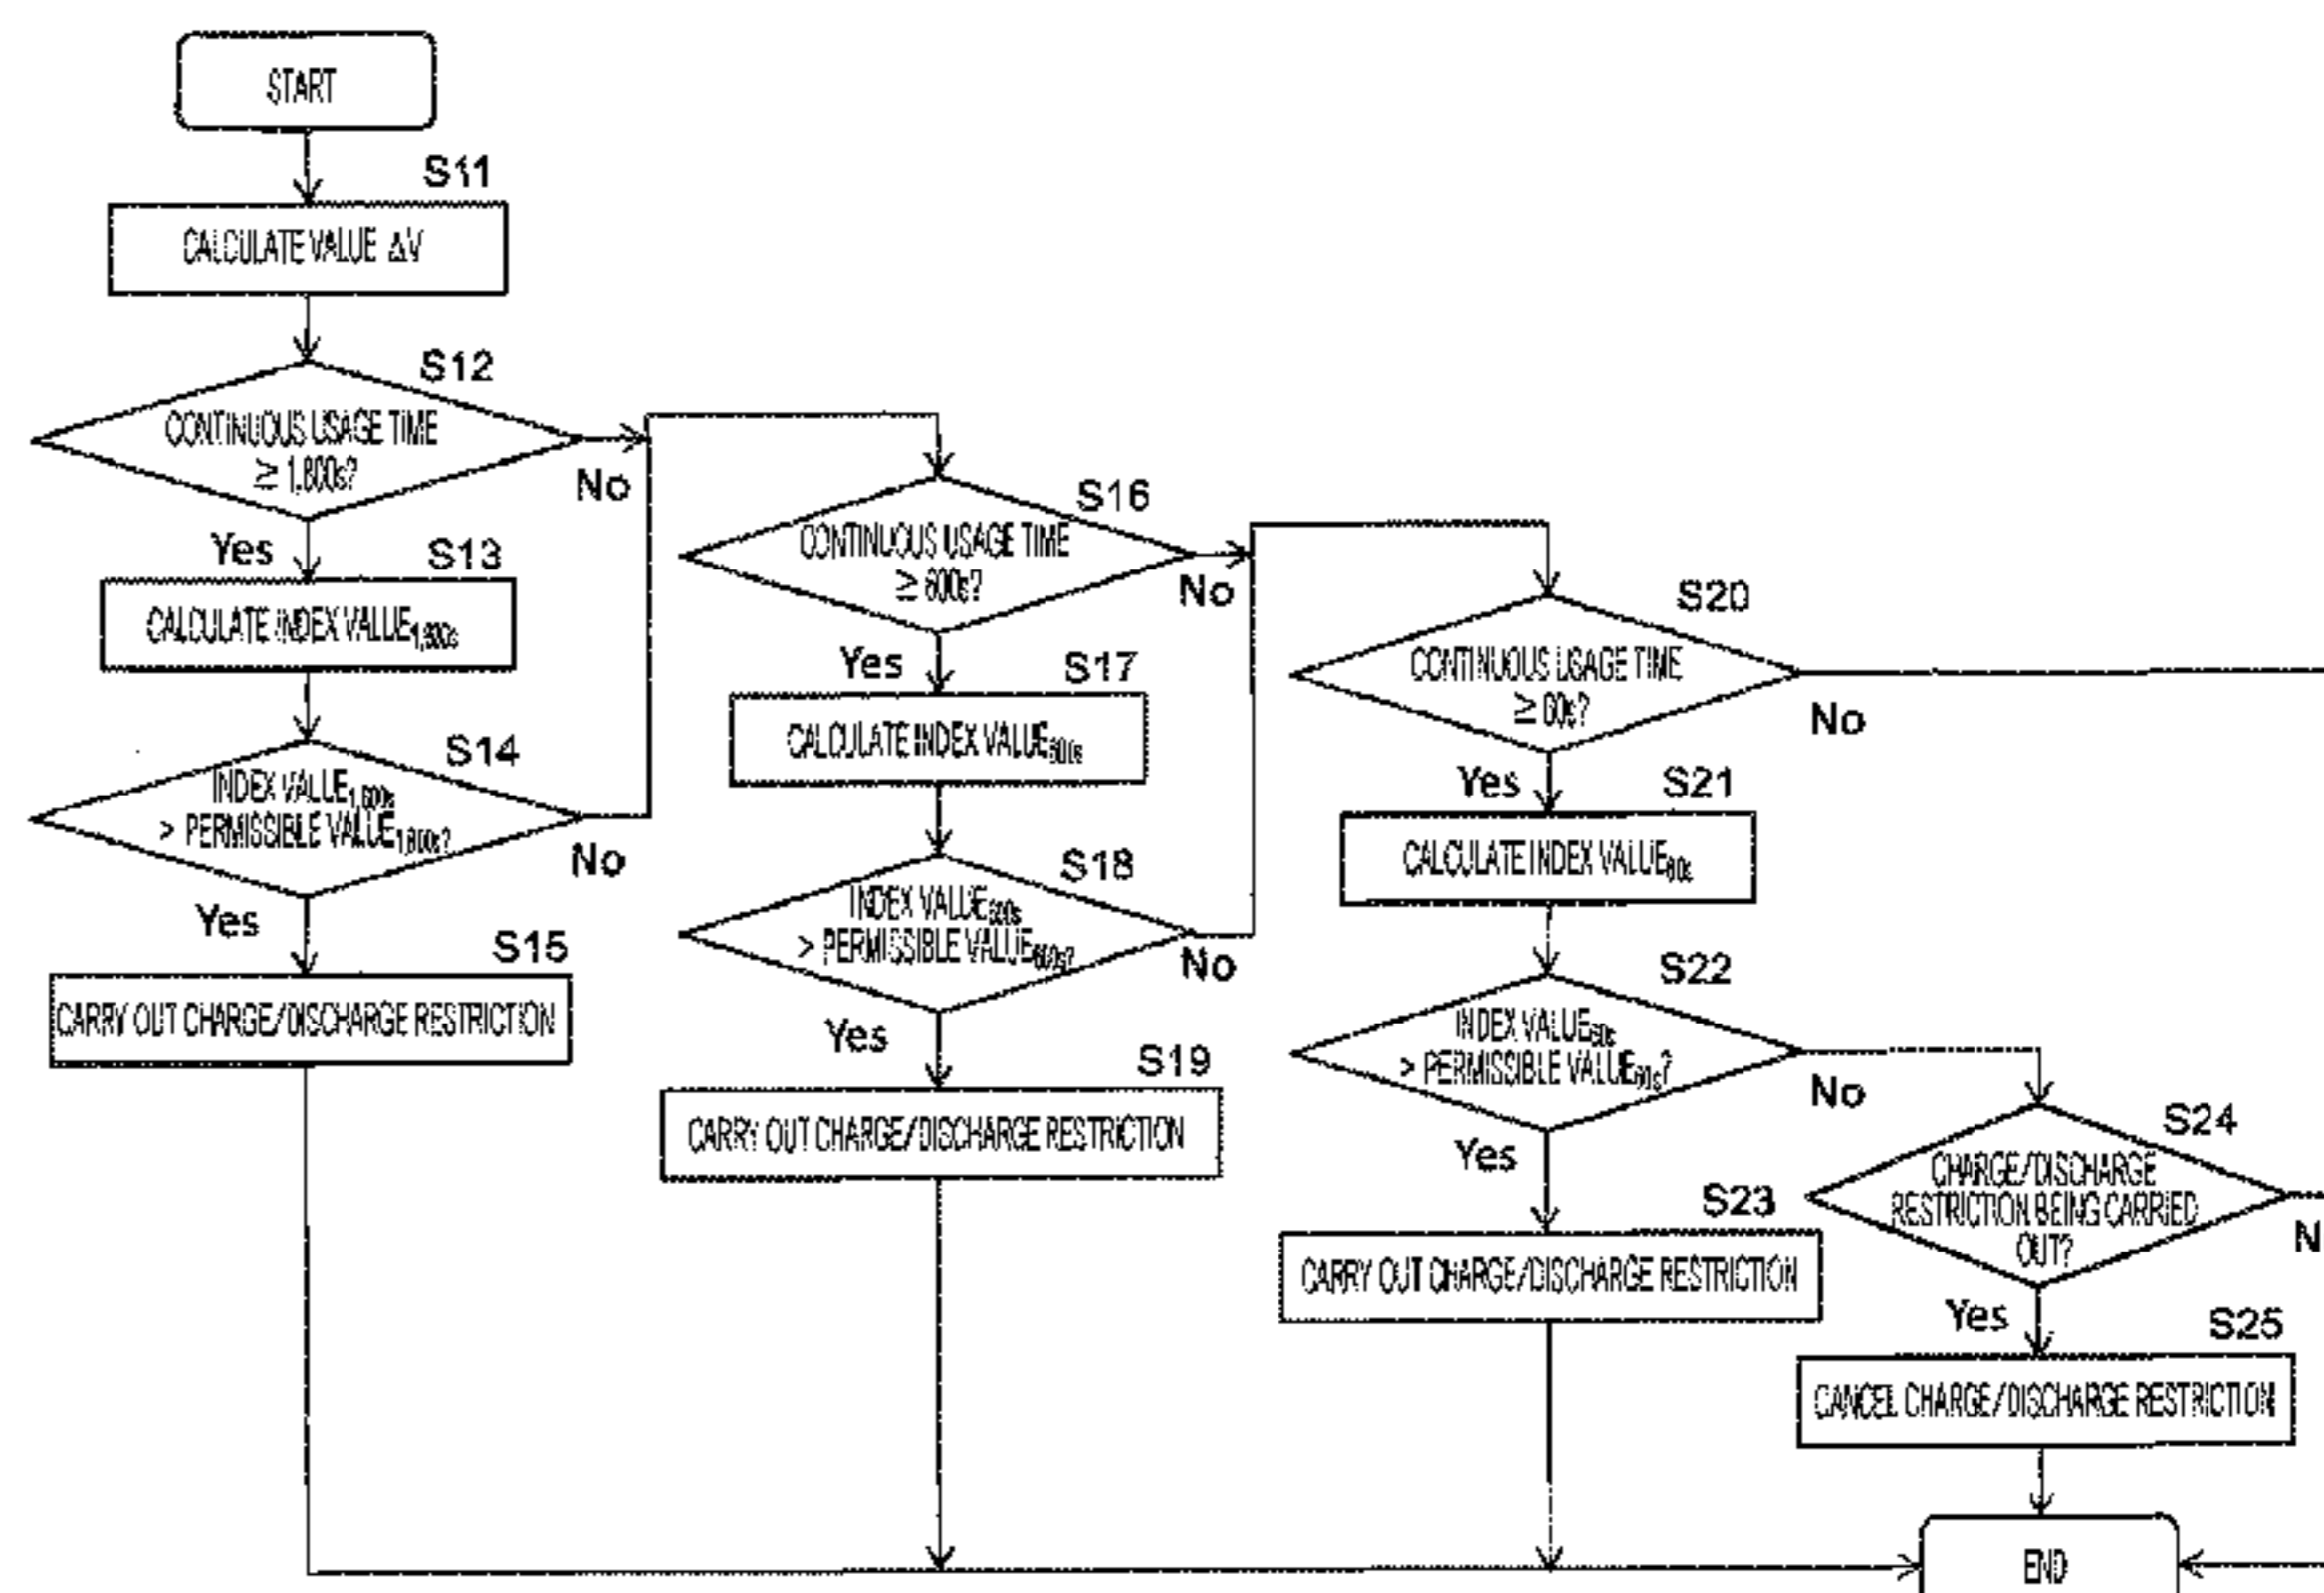 START
S11
CALCULATE VALUE ΔV
S12
CONTINUOUS USAGE TIME
≥ 1,800s?
No
Yes
S13
CALCULATE INDEX VALUE1,800s
S14
INDEX VALUE1,800s
> PERMISSIBLE VALUE1,800s?
No
Yes
S15
CARRY OUT CHARGE/DISCHARGE RESTRICTION
S16
CONTINUOUS USAGE TIME
≥ 600s?
No
Yes
S17
CALCULATE INDEX VALUE600s
S18
INDEX VALUE600s
> PERMISSIBLE VALUE600s?
No
Yes
S19
CARRY OUT CHARGE/DISCHARGE RESTRICTION
S20
CONTINUOUS USAGE TIME
≥ 60s?
No
Yes
S21
CALCULATE INDEX VALUE60s
S22
INDEX VALUE60s
> PERMISSIBLE VALUE60s?
No
Yes
S23
CARRY OUT CHARGE/DISCHARGE RESTRICTION
S24
CHARGE/DISCHARGE
RESTRICTION BEING CARRIED
OUT?
N
Yes
S25
CANCEL CHARGE/DISCHARGE RESTRICTION
END